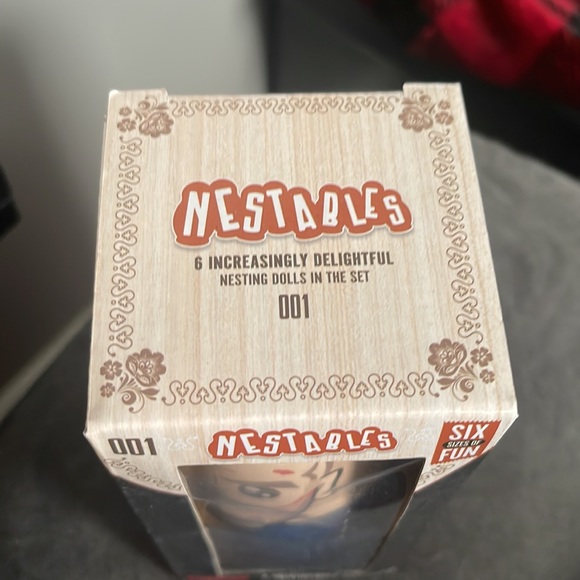 NESTABLES
6 INCREASINGLY DELIGHTFUL
NESTING DOLLS IN THE SET
001
001
NESTABLES
SIX
SIZES OF
FUN